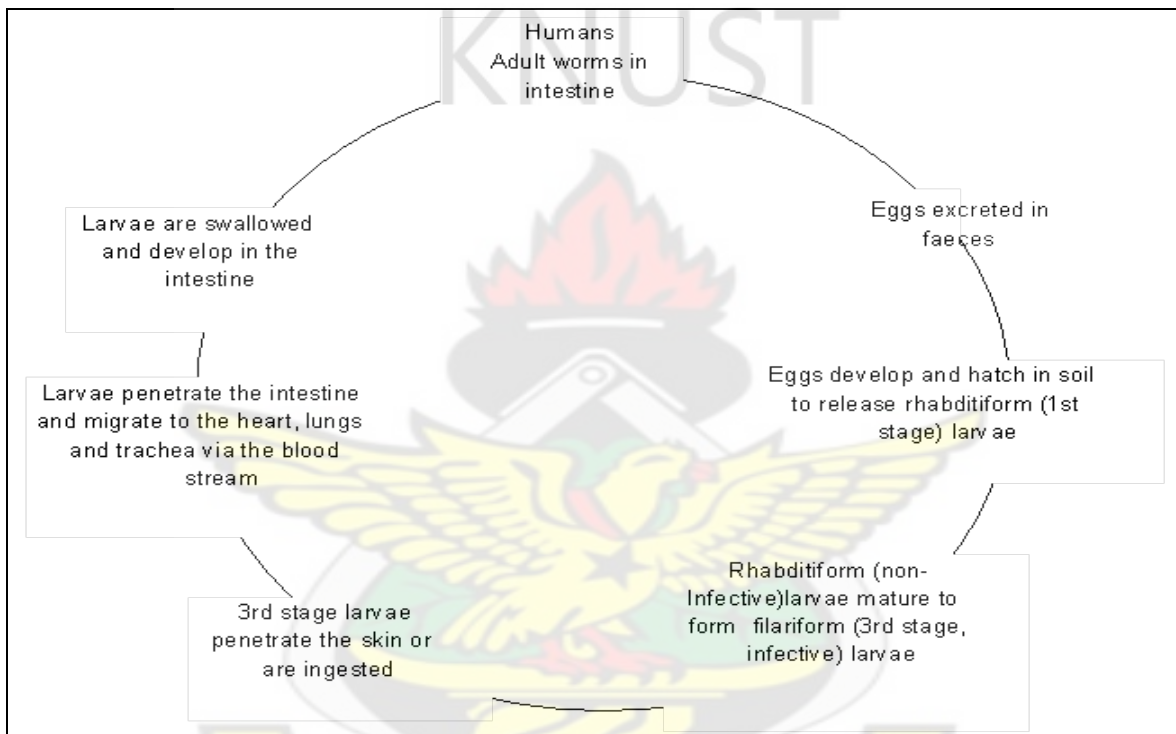 KNUST
Humans
Adult worms in
intestine
Eggs excreted in
faeces
Eggs develop and hatch in soil
to release rhabditiform (1st
stage) larvae
Rhabditiform (non-
Infective)larvae mature to
form filariform (3rd stage,
infective) larvae
3rd stage larvae
penetrate the skin or
are ingested
Larvae penetrate the intestine
and migrate to the heart, lungs
and trachea via the blood
stream
Larvae are swallowed
and develop in the
intestine